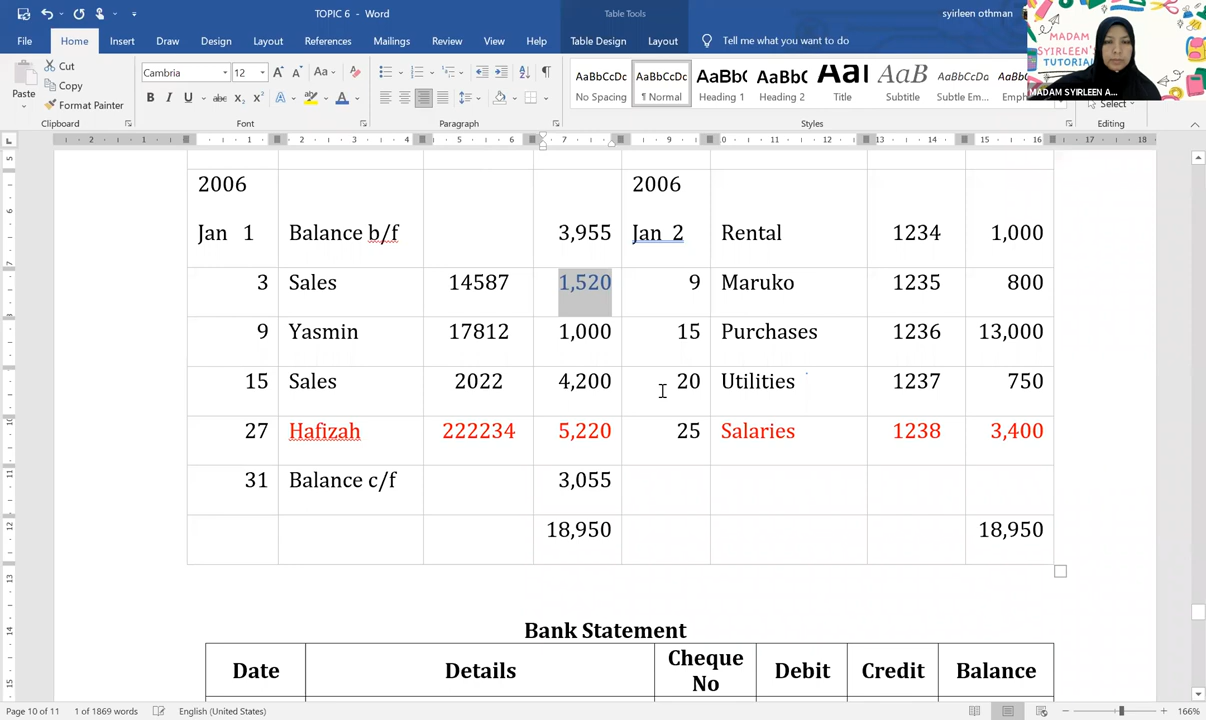 TOPIC 6 - Word
Table Tools
syirleen othman
File Home Insert Draw Design Layout References Mailings Review View Help Table Design Layout Tell me what you want to do
MADAM
SYIRLEEN'S
TUTORIAL
MADAM SYIRLEEN A...
Paste
Cut
Copy
Format Painter
Cambria 12
AaBbCcDc AaBbCcDc AaBbC AaBbCc AaI AaB AaBbCcDc
No Spacing ¶ Normal Heading 1 Heading 2 Title Subtitle Subtle Em... Emph
Select
Clipboard Font Paragraph Styles Editing
2006 2006
Jan 1 Balance b/f 3,955 Jan 2 Rental 1234 1,000
3 Sales 14587 1,520 9 Maruko 1235 800
9 Yasmin 17812 1,000 15 Purchases 1236 13,000
15 Sales 2022 4,200 20 Utilities 1237 750
27 Hafizah 222234 5,220 25 Salaries 1238 3,400
31 Balance c/f 3,055
18,950 18,950
Bank Statement
Date Details Cheque No Debit Credit Balance
Page 10 of 11 1 of 1869 words English (United States) 166%